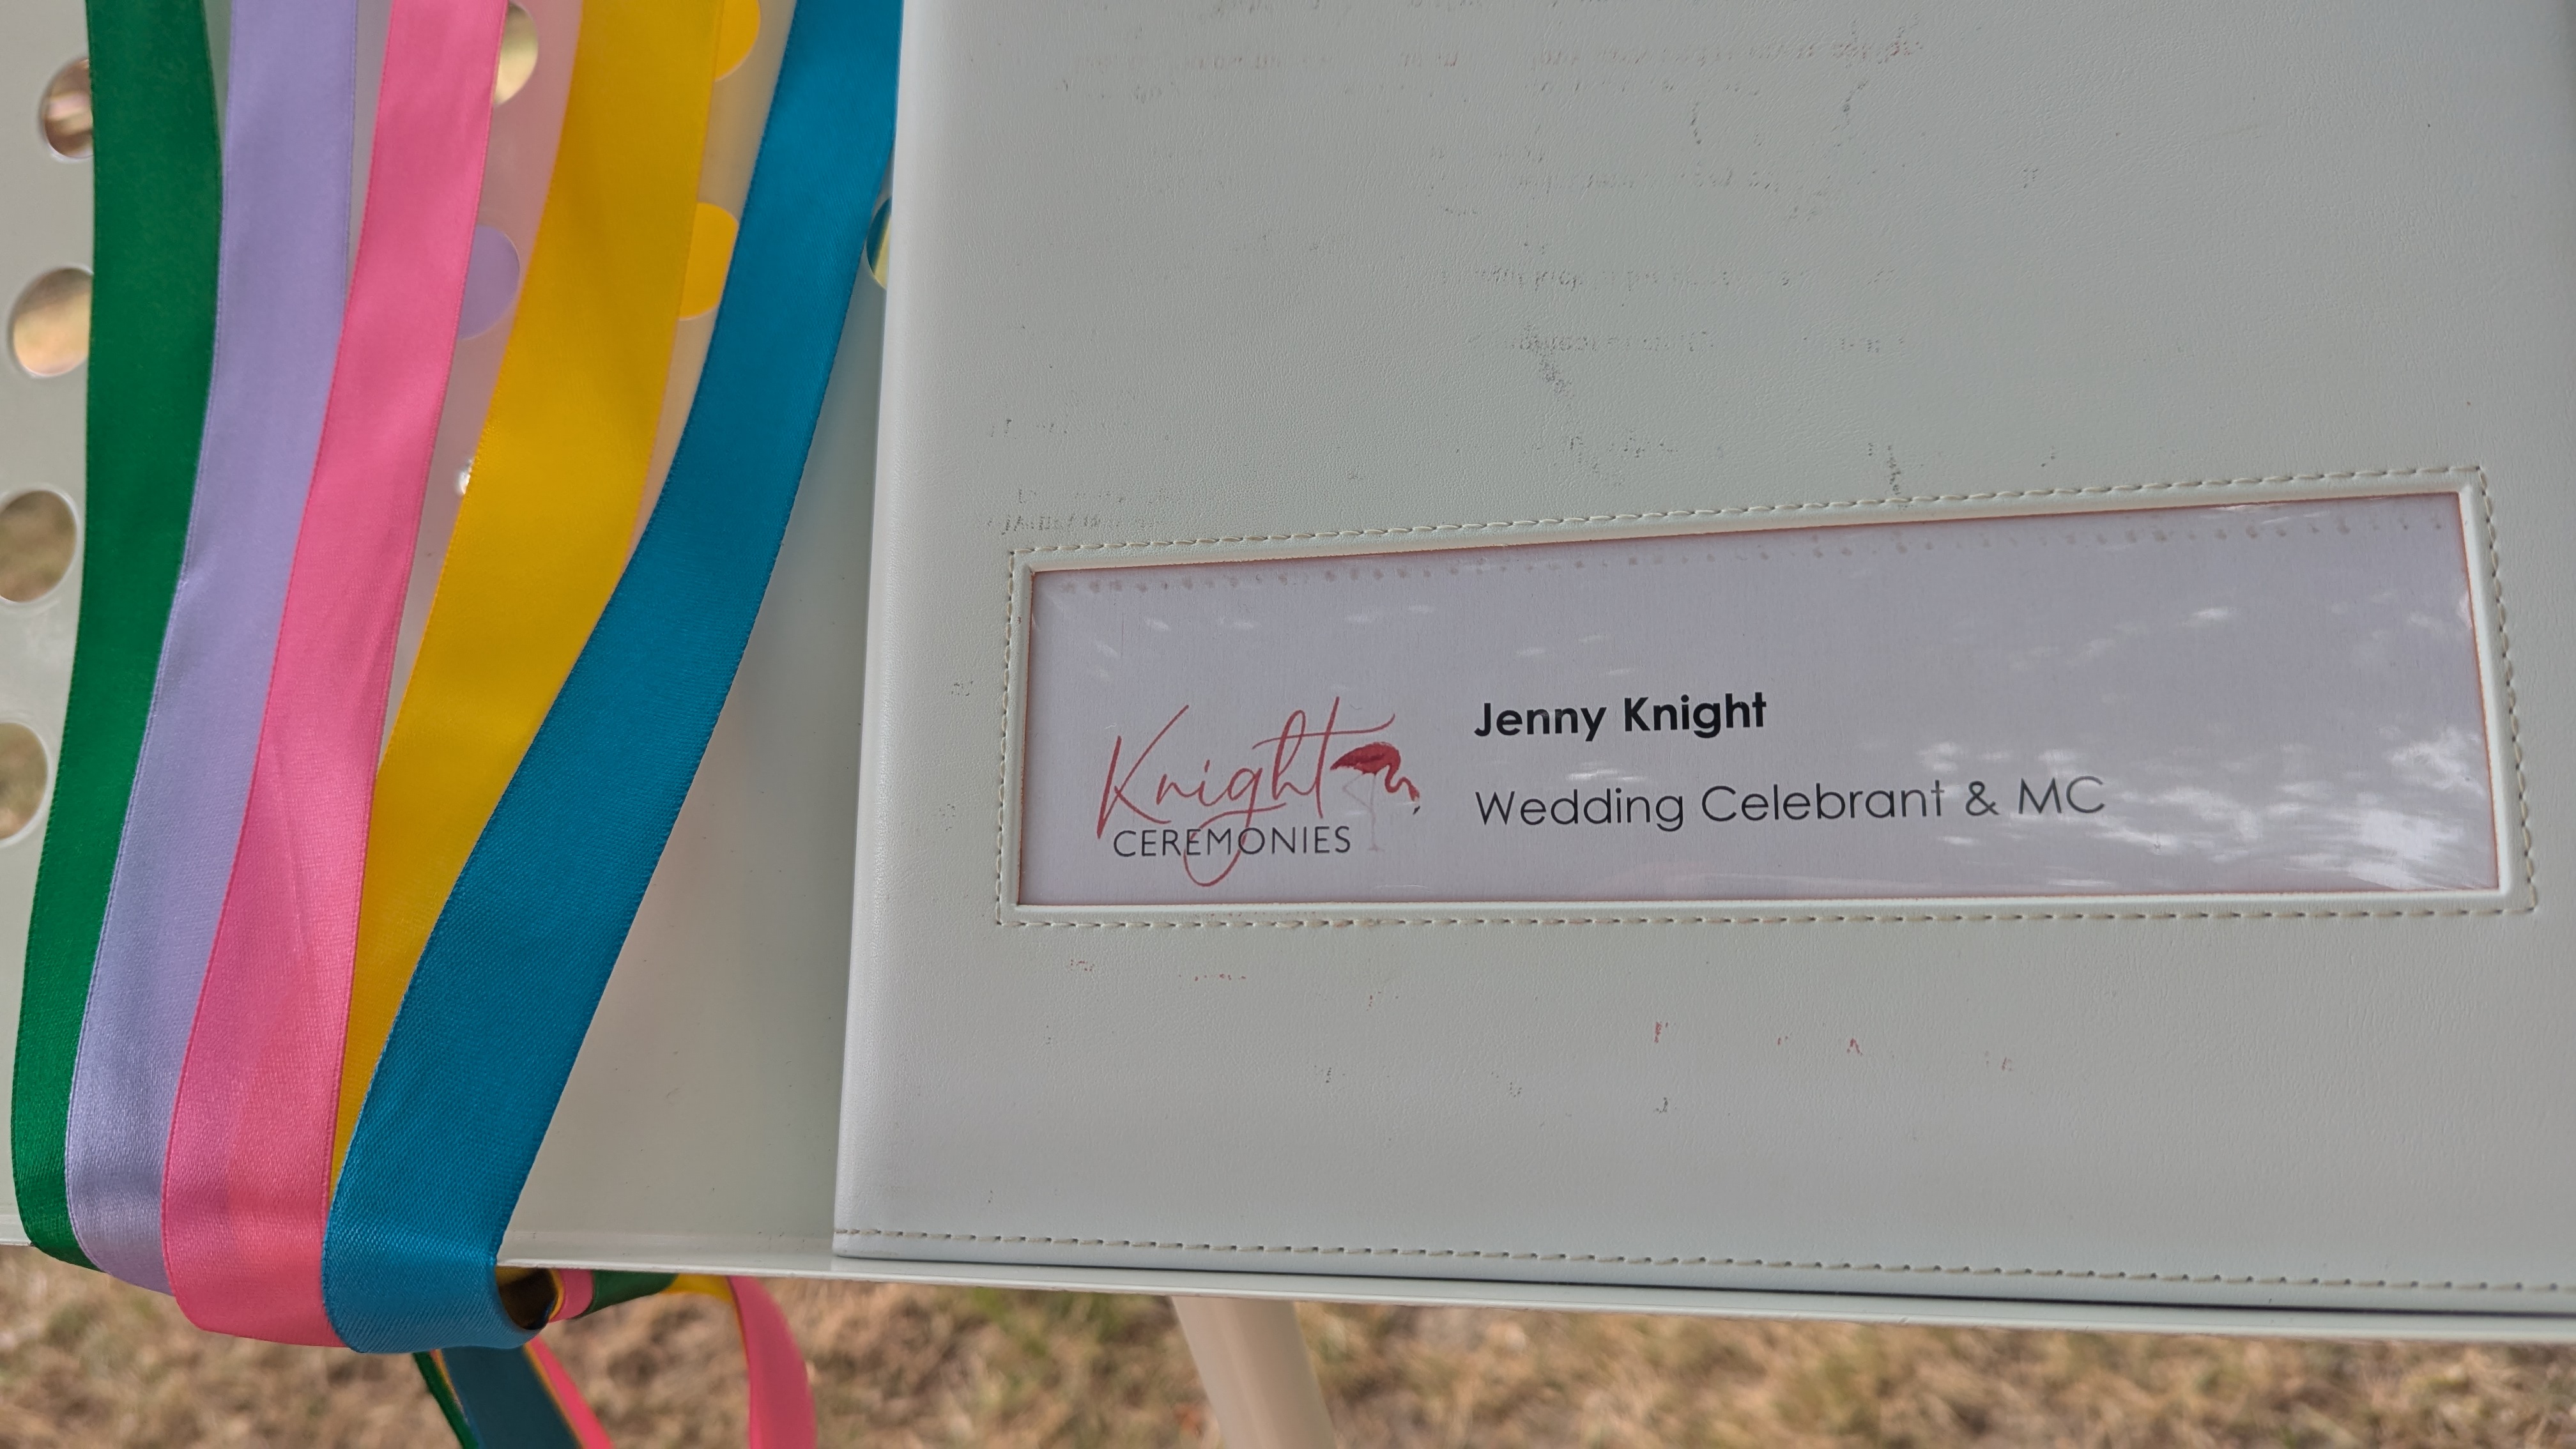 Knight
CEREMONIES
Jenny Knight
Wedding Celebrant & MC